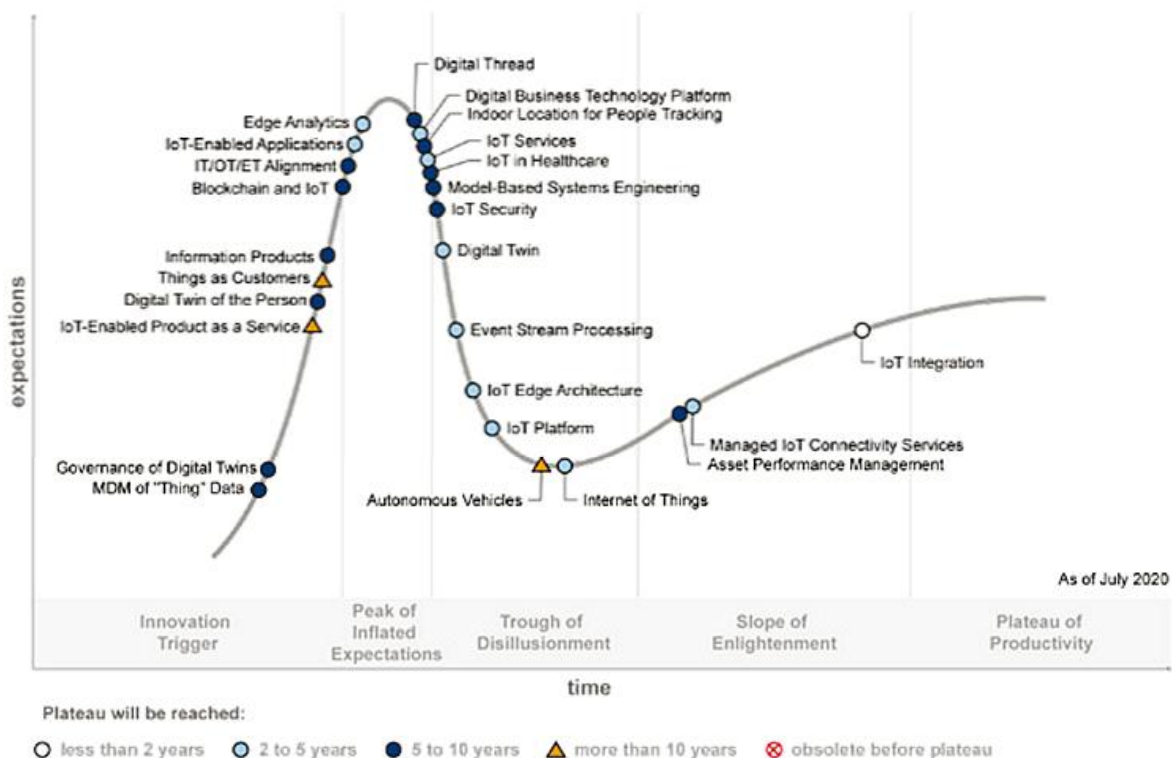 Digital Thread
Digital Business Technology Platform
Edge Analytics
Indoor Location for People Tracking
IoT-Enabled Applications
IoT Services
IT/OT/ET Alignment
IoT in Healthcare
Blockchain and IoT
Model-Based Systems Engineering
IoT Security
Digital Twin
Information Products
Things as Customers
Digital Twin of the Person
IoT-Enabled Product as a Service
Event Stream Processing
IoT Integration
IoT Edge Architecture
IoT Platform
Managed IoT Connectivity Services
Asset Performance Management
Governance of Digital Twins
MDM of "Thing" Data
Autonomous Vehicles
Internet of Things
expectations
As of July 2020
Innovation
Trigger
Peak of
Inflated
Expectations
Trough of
Disillusionment
Slope of
Enlightenment
Plateau of
Productivity
time
Plateau will be reached:
less than 2 years
2 to 5 years
5 to 10 years
more than 10 years
obsolete before plateau